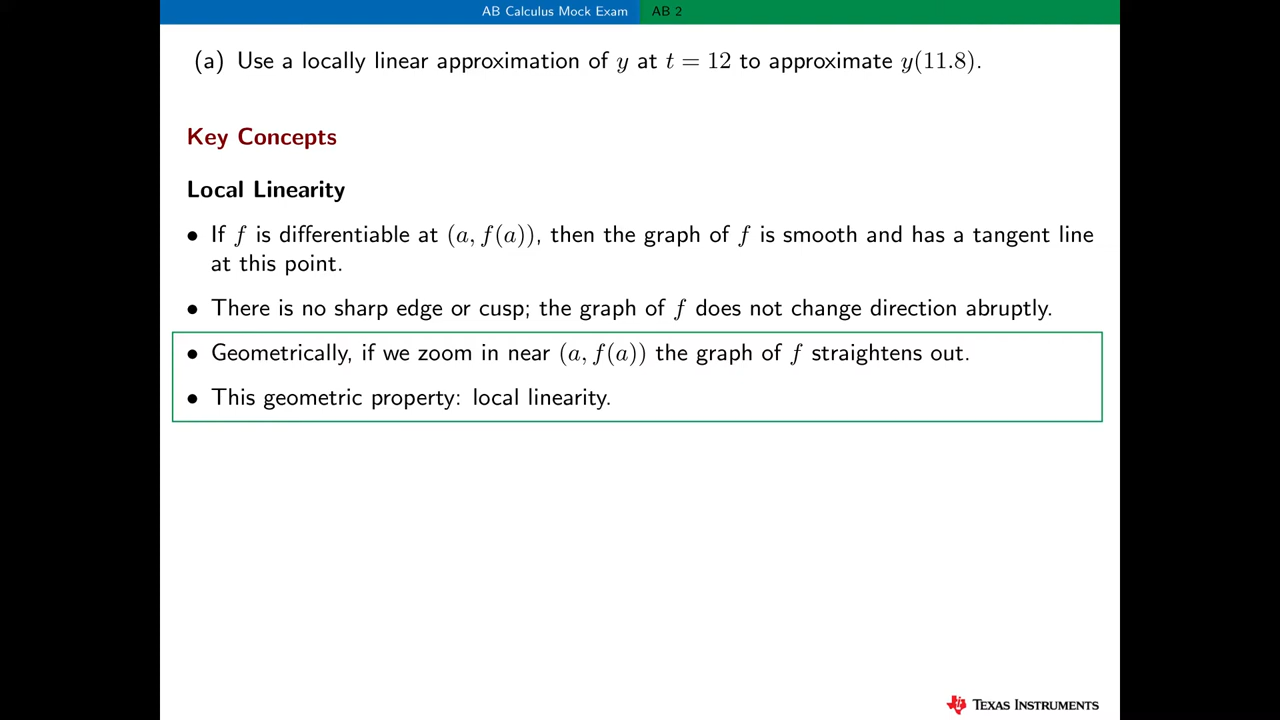 AB Calculus Mock Exam AB 2
(a) Use a locally linear approximation of y at t = 12 to approximate y(11.8).
Key Concepts
Local Linearity
• If f is differentiable at (a, f(a)), then the graph of f is smooth and has a tangent line
at this point.
• There is no sharp edge or cusp; the graph of f does not change direction abruptly.
• Geometrically, if we zoom in near (a, f(a)) the graph of f straightens out.
• This geometric property: local linearity.
TEXAS INSTRUMENTS